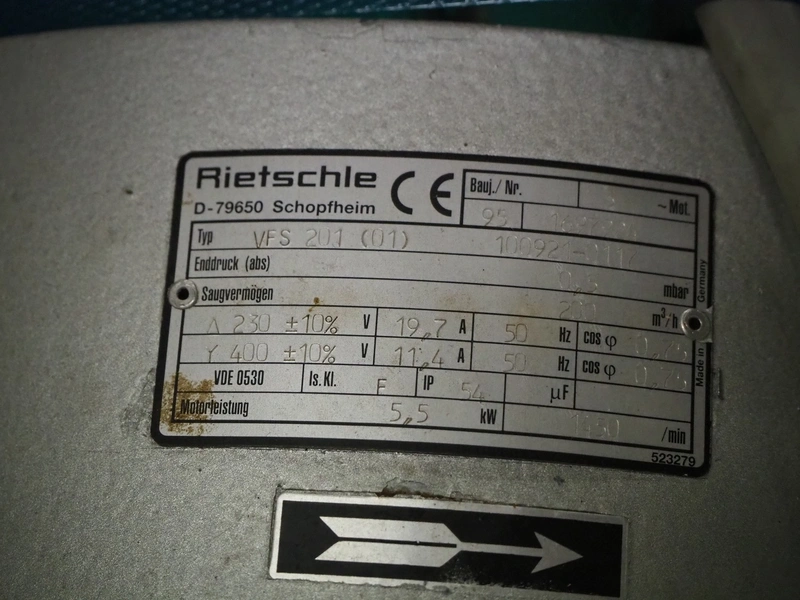 Rietschle CE
D-79650 Schopfheim
Bauj./ Nr. 3 ~ Mot.
95
Typ VFS 201 (01)
Enddruck (abs) mbar
Saugvermögen m³/h
Δ 230 ±10% V 19,7 A 50 Hz cos φ
Y 400 ±10% V 11,4 A 50 Hz cos φ
VDE 0530 Is. Kl. F IP 54 µF
Motorleistung 5,5 kW /min
Made in Germany
523279